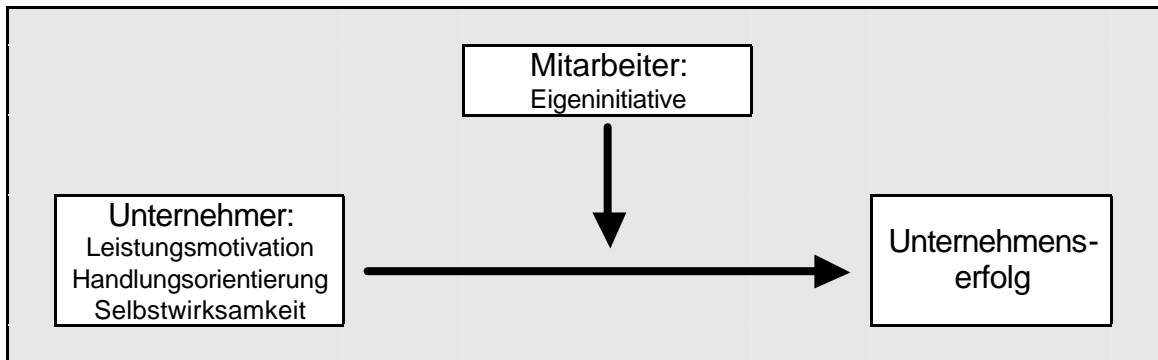 Mitarbeiter:
Eigeninitiative
Unternehmer:
Leistungsmotivation
Handlungsorientierung
Selbstwirksamkeit
Unternehmens-
erfolg